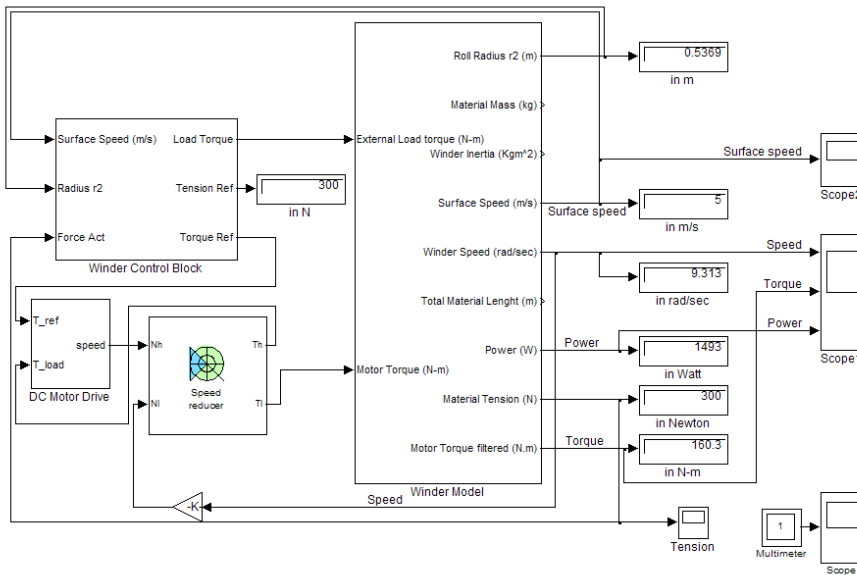 Roll Radius r2 (m)
0.5369
in m
Material Mass (kg)
Surface Speed (m/s)
Load Torque
External Load torque (N-m)
Winder Inertia (Kgm^2)
Surface speed
Scope2
Radius r2
Tension Ref
300
in N
Surface Speed (m/s)
Surface speed
5
in m/s
Force Act
Torque Ref
Winder Control Block
Winder Speed (rad/sec)
Speed
9.313
in rad/sec
Torque
T_ref
speed
T_load
DC Motor Drive
Nh
Th
Speed
reducer
Nl
Tl
Total Material Lenght (m)
Power
Power (W)
Power
1493
in Watt
Scope1
Motor Torque (N-m)
Material Tension (N)
300
in Newton
Motor Torque filtered (N.m)
Torque
160.3
in N-m
Winder Model
-K
Speed
Tension
1
Multimeter
Scope